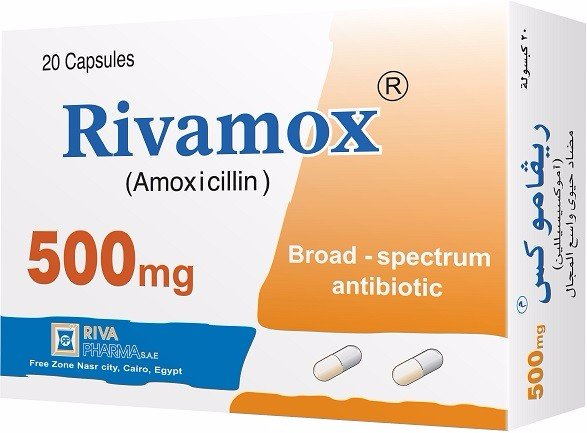 20 Capsules
Rivamox®
(Amoxicillin)
500mg
Broad - spectrum
antibiotic
RIVA
PHARMA S.A.E
Free Zone Nasr city, Cairo, Egypt
٢٠ كبسولة
ريڤاموكس®
(أموكسيسيللين)
مضاد حيوى واسع المجال
500mg